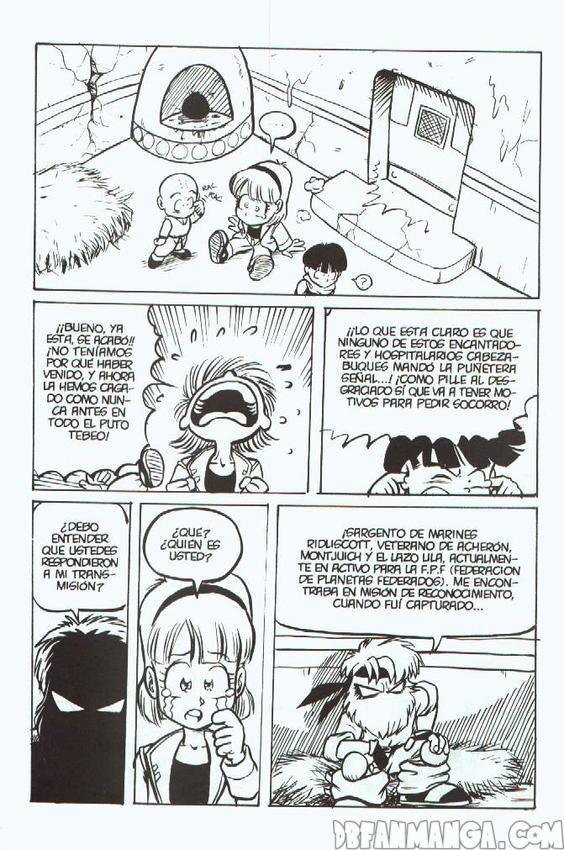 RAC
RAC
?
¡¡BUENO, YA
ESTA, SE ACABÓ!!
¡NO TENÍAMOS
POR QUÉ HABER
VENIDO, Y AHORA
LA HEMOS CAGA-
DO COMO NUN-
CA ANTES EN
TODO EL PUTO
TEBEO!
¡¡LO QUE ESTA CLARO ES QUE
NINGUNO DE ESTOS ENCANTADO-
RES Y HOSPITALARIOS CABEZA-
BUQUES MANDÓ LA PUÑETERA
SEÑAL...! ¡COMO PILLE AL DES-
GRACIADO SÍ QUE VA A TENER MO-
TIVOS PARA PEDIR SOCORRO!
¿DEBO
ENTENDER
QUE USTEDES
RESPONDIERON
A MI TRANS-
MISIÓN?
¿QUÉ?
¿QUIÉN ES
USTED?
¡SARGENTO DE MARINES
RIDLISCOTT, VETERANO DE ACHERÓN,
MONTJUICH Y EL LAZO ULA, ACTUALMEN-
TE EN ACTIVO PARA LA F.P.F (FEDERACION
DE PLANETAS FEDERADOS). ME ENCON-
TRABA EN MISIÓN DE RECONOCIMIENTO,
CUANDO FUÍ CAPTURADO...
DBFANMANGA.COM